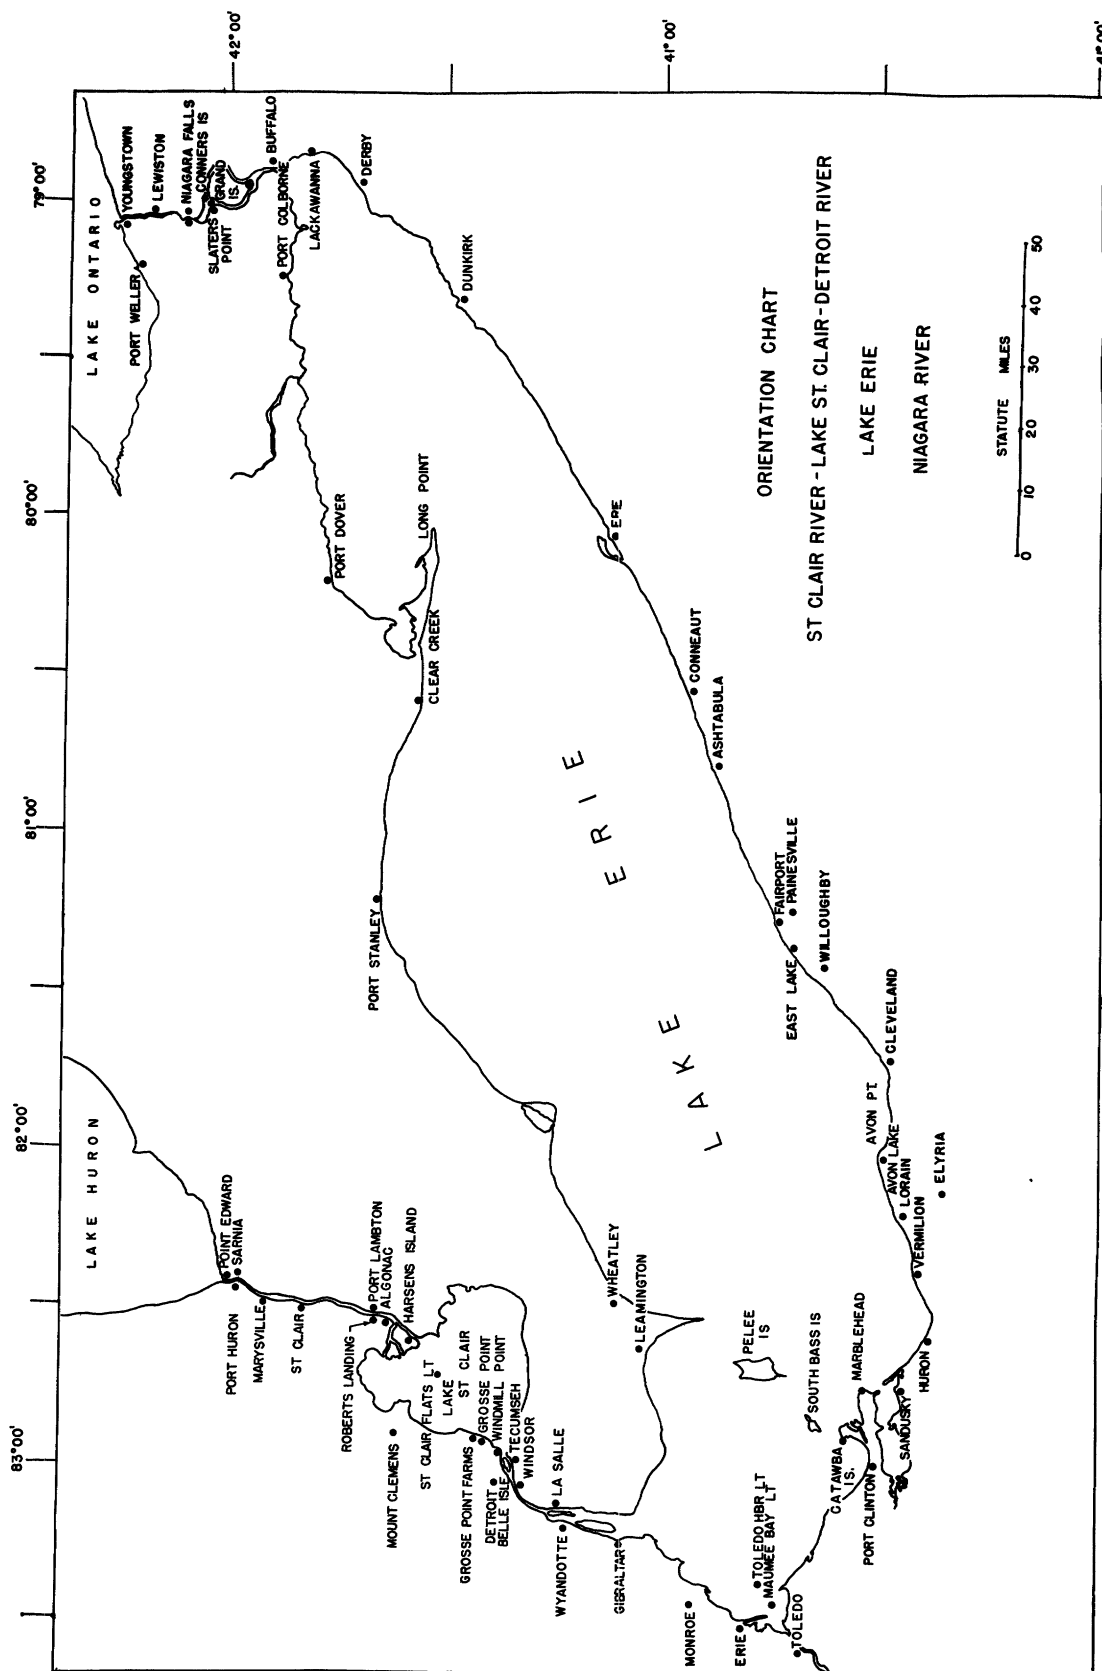 42°00'
41°00'
79°00'
80°00'
81°00'
82°00'
83°00'
LAKE ONTARIO
LAKE HURON
YOUNGSTOWN
LEWISTON
NIAGARA FALLS
CONNERS IS
GRAND
IS.
SLATERS
POINT
BUFFALO
PORT WELLER
PORT COLBORNE
LACKAWANNA
DERBY
DUNKIRK
PORT DOVER
LONG POINT
CLEAR CREEK
ERIE
CONNEAUT
ASHTABULA
PORT STANLEY
FAIRPORT
PAINESVILLE
EAST LAKE
WILLOUGHBY
CLEVELAND
AVON PT.
AVON LAKE
LORAIN
ELYRIA
VERMILION
HURON
LAKE ERIE
POINT EDWARD
SARNIA
PORT HURON
MARYSVILLE
ST CLAIR
PORT LAMBTON
ALGONAC
HARSENS ISLAND
ROBERTS LANDING
MOUNT CLEMENS
ST CLAIR FLATS LT
LAKE
ST CLAIR
GROSSE POINT
WINDMILL POINT
TECUMSEH
WINDSOR
GROSSE POINT FARMS
DETROIT
BELLE ISLE
LA SALLE
WYANDOTTE
GIBRALTAR
WHEATLEY
LEAMINGTON
PELEE
IS
SOUTH BASS IS
MARBLEHEAD
SANDUSKY
CATAWBA
IS.
PORT CLINTON
TOLEDO HBR LT
MAUMEE BAY LT
MONROE
ERIE
TOLEDO
ORIENTATION CHART
ST CLAIR RIVER - LAKE ST. CLAIR - DETROIT RIVER
LAKE ERIE
NIAGARA RIVER
STATUTE MILES
0 10 20 30 40 50